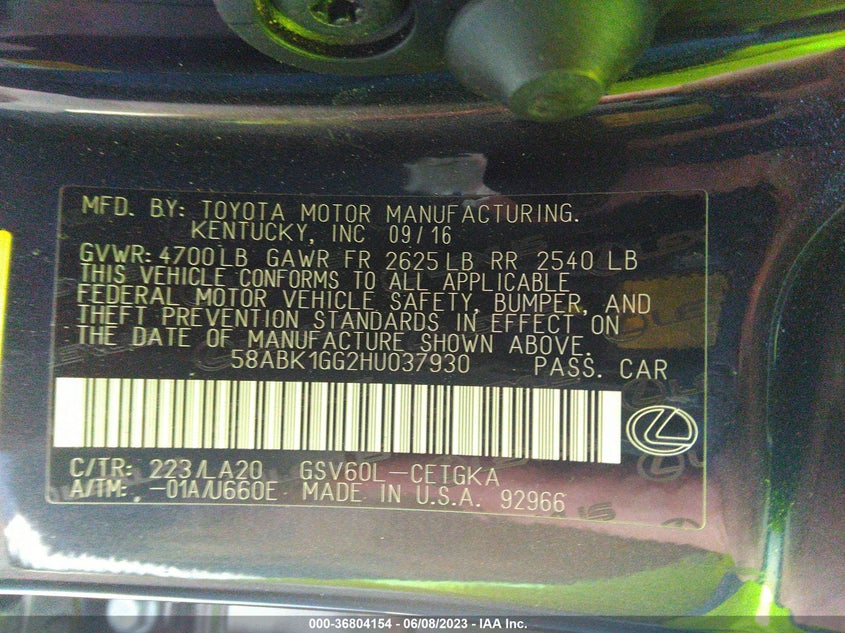 MFD. BY: TOYOTA MOTOR MANUFACTURING.
KENTUCKY, INC 09/16
GVWR: 4700LB GAWR FR 2625LB RR 2540 LB
THIS VEHICLE CONFORMS TO ALL APPLICABLE
FEDERAL MOTOR VEHICLE SAFETY, BUMPER, AND
THEFT PREVENTION STANDARDS IN EFFECT ON
THE DATE OF MANUFACTURE SHOWN ABOVE.
58ABK1GG2HU037930 PASS. CAR
C/TR: 223/LA20 GSV60L-CETGKA
A/TM: -01A/U660E MADE IN U.S.A. 92966
000-36804154 - 06/08/2023 - IAA Inc.